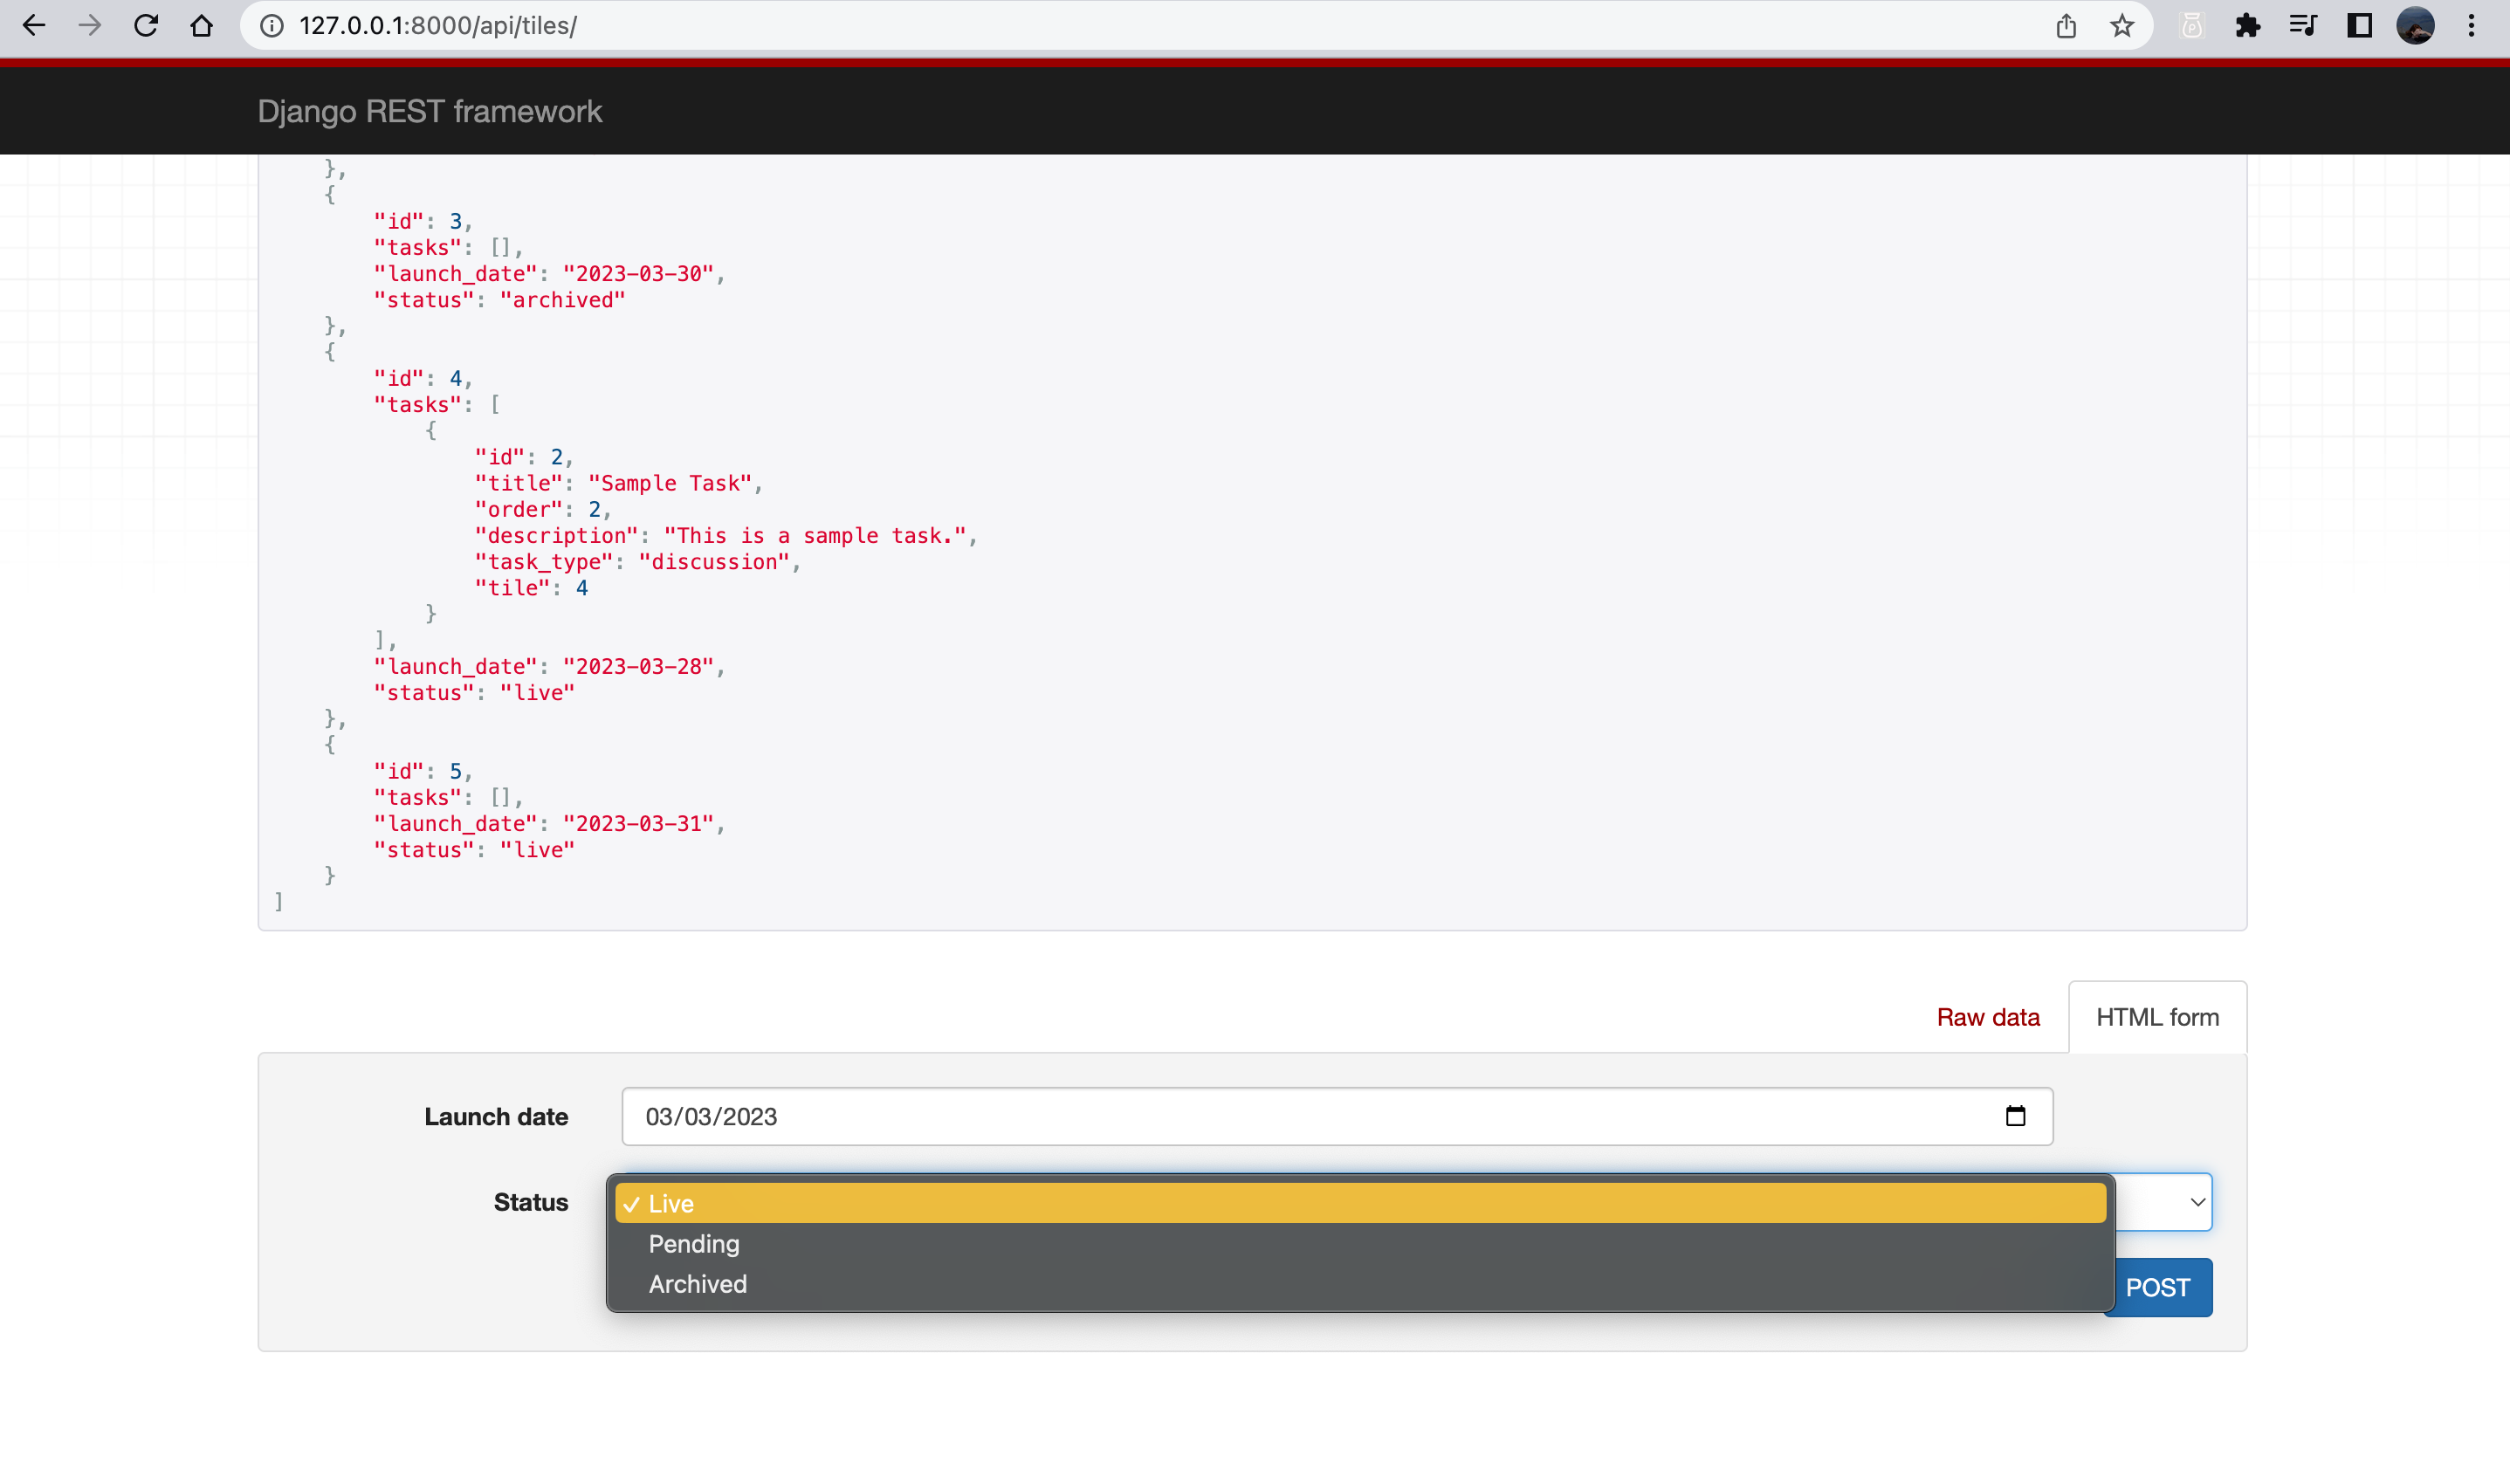 127.0.0.1:8000/api/tiles/
Django REST framework
},
{
"id": 3,
"tasks": [],
"launch_date": "2023-03-30",
"status": "archived"
},
{
"id": 4,
"tasks": [
{
"id": 2,
"title": "Sample Task",
"order": 2,
"description": "This is a sample task.",
"task_type": "discussion",
"tile": 4
}
],
"launch_date": "2023-03-28",
"status": "live"
},
{
"id": 5,
"tasks": [],
"launch_date": "2023-03-31",
"status": "live"
}
]
Raw data HTML form
Launch date 03/03/2023
Status Live
Pending
Archived
POST